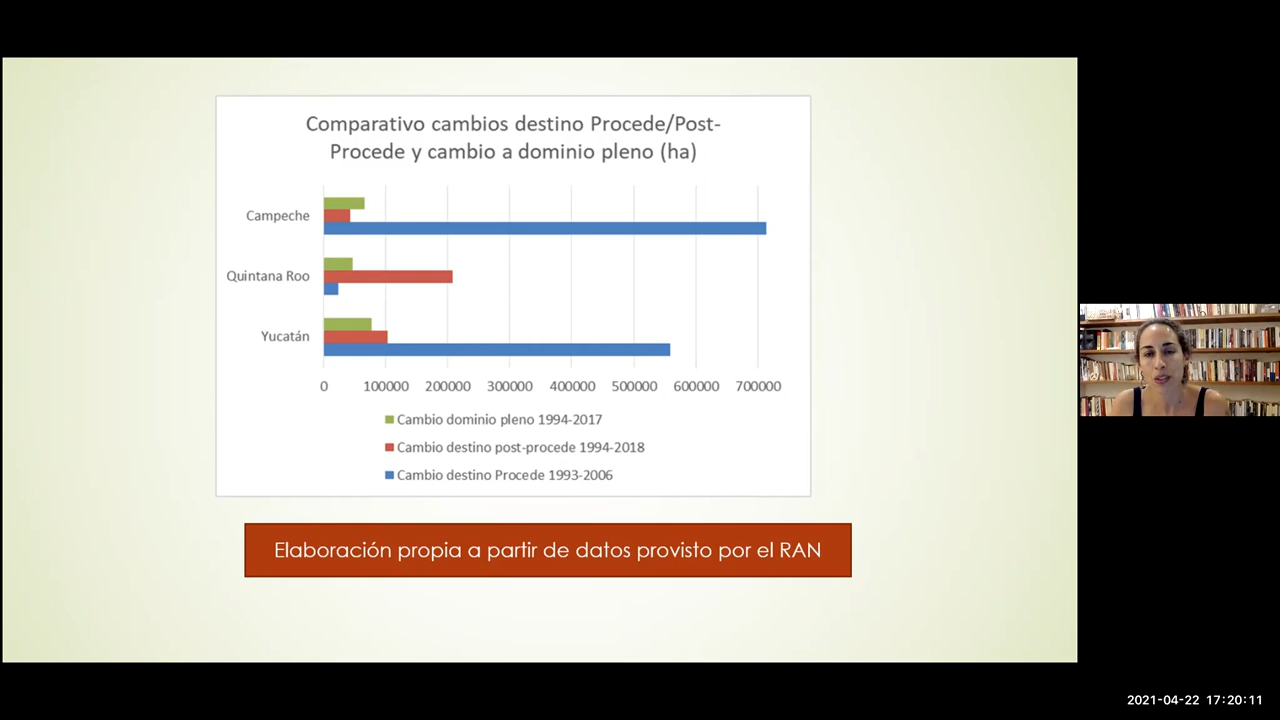 Comparativo cambios destino Procede/Post-
Procede y cambio a dominio pleno (ha)
Campeche
Quintana Roo
Yucatán
0 100000 200000 300000 400000 500000 600000 700000
Cambio dominio pleno 1994-2017
Cambio destino post-procede 1994-2018
Cambio destino Procede 1993-2006
Elaboración propia a partir de datos provisto por el RAN
2021-04-22 17:20:11